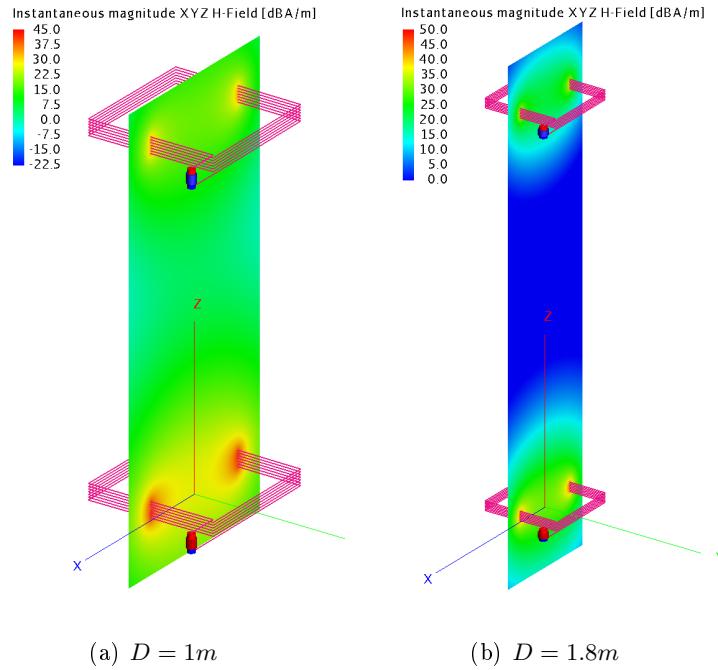 Instantaneous magnitude XYZ H-Field [dBA/m]
45.0
37.5
30.0
22.5
15.0
7.5
0.0
-7.5
-15.0
-22.5
Z
X
(a) D = 1m
Instantaneous magnitude XYZ H-Field [dBA/m]
50.0
45.0
40.0
35.0
30.0
25.0
20.0
15.0
10.0
5.0
0.0
Z
X
(b) D = 1.8m